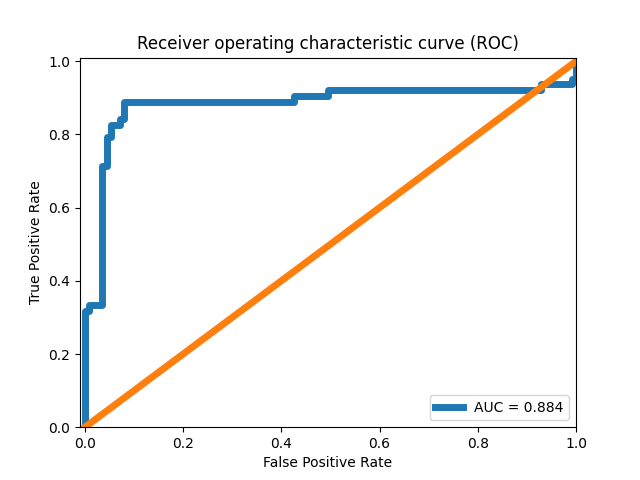 Receiver operating characteristic curve (ROC)
1.0
0.8
0.6
0.4
0.2
0.0
True Positive Rate
AUC = 0.884
0.0 0.2 0.4 0.6 0.8 1.0
False Positive Rate